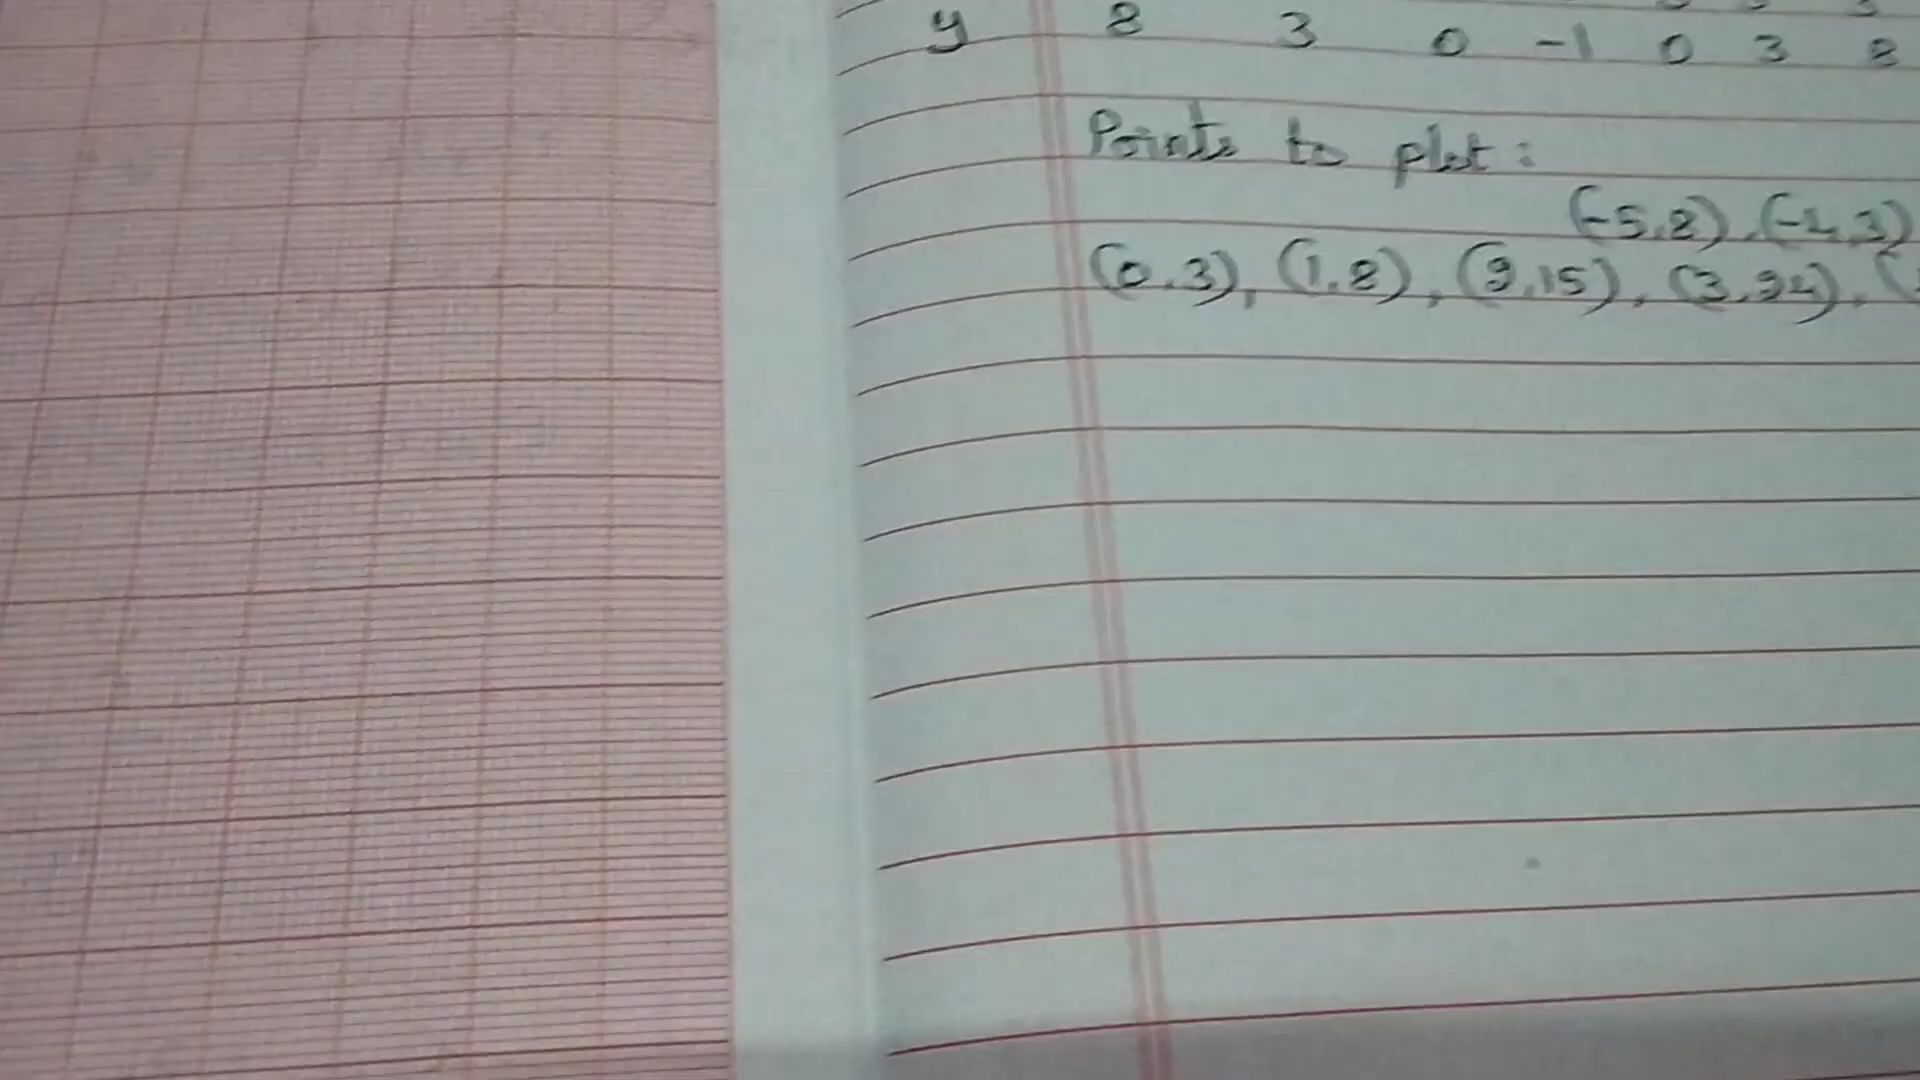 y 8 3 0 -1 0 3 8
Points to plot:
(-5,8), (-4,3)
(0,3), (1,8), (2,15), (3,24), (